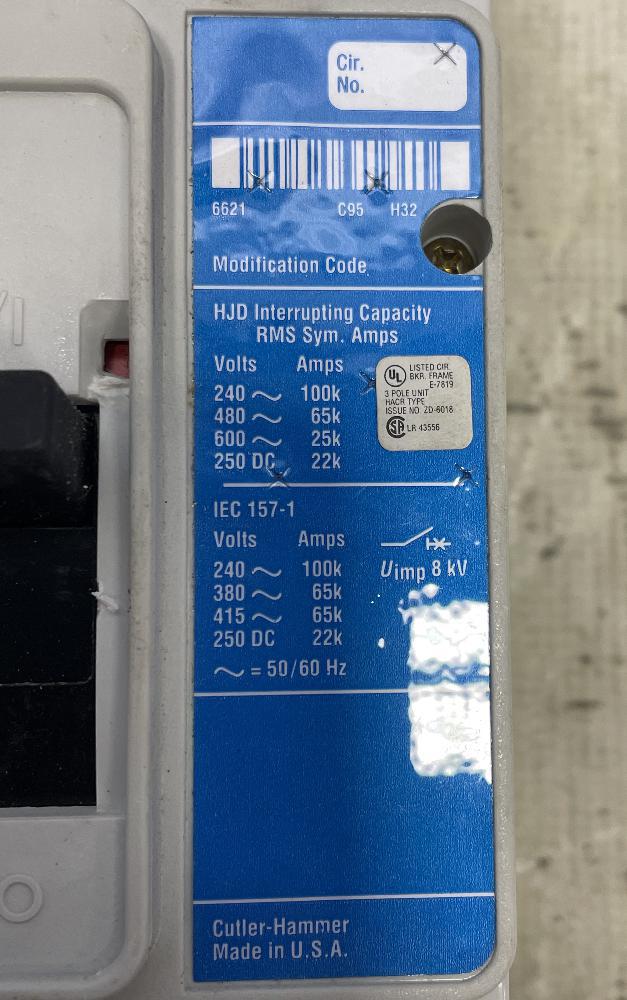 Cir.
No.
6621 C95 H32
Modification Code
HJD Interrupting Capacity
RMS Sym. Amps
Volts Amps
240 ~ 100k
480 ~ 65k
600 ~ 25k
250 DC 22k
UL LISTED CIR.
BKR. FRAME
E-7819
3 POLE UNIT
HACR TYPE
ISSUE NO. ZD-6018
SA LR 43556
IEC 157-1
Volts Amps
240 ~ 100k
380 ~ 65k
415 ~ 65k
250 DC 22k
Uimp 8 kV
~ = 50/60 Hz
Cutler-Hammer
Made in U.S.A.
O